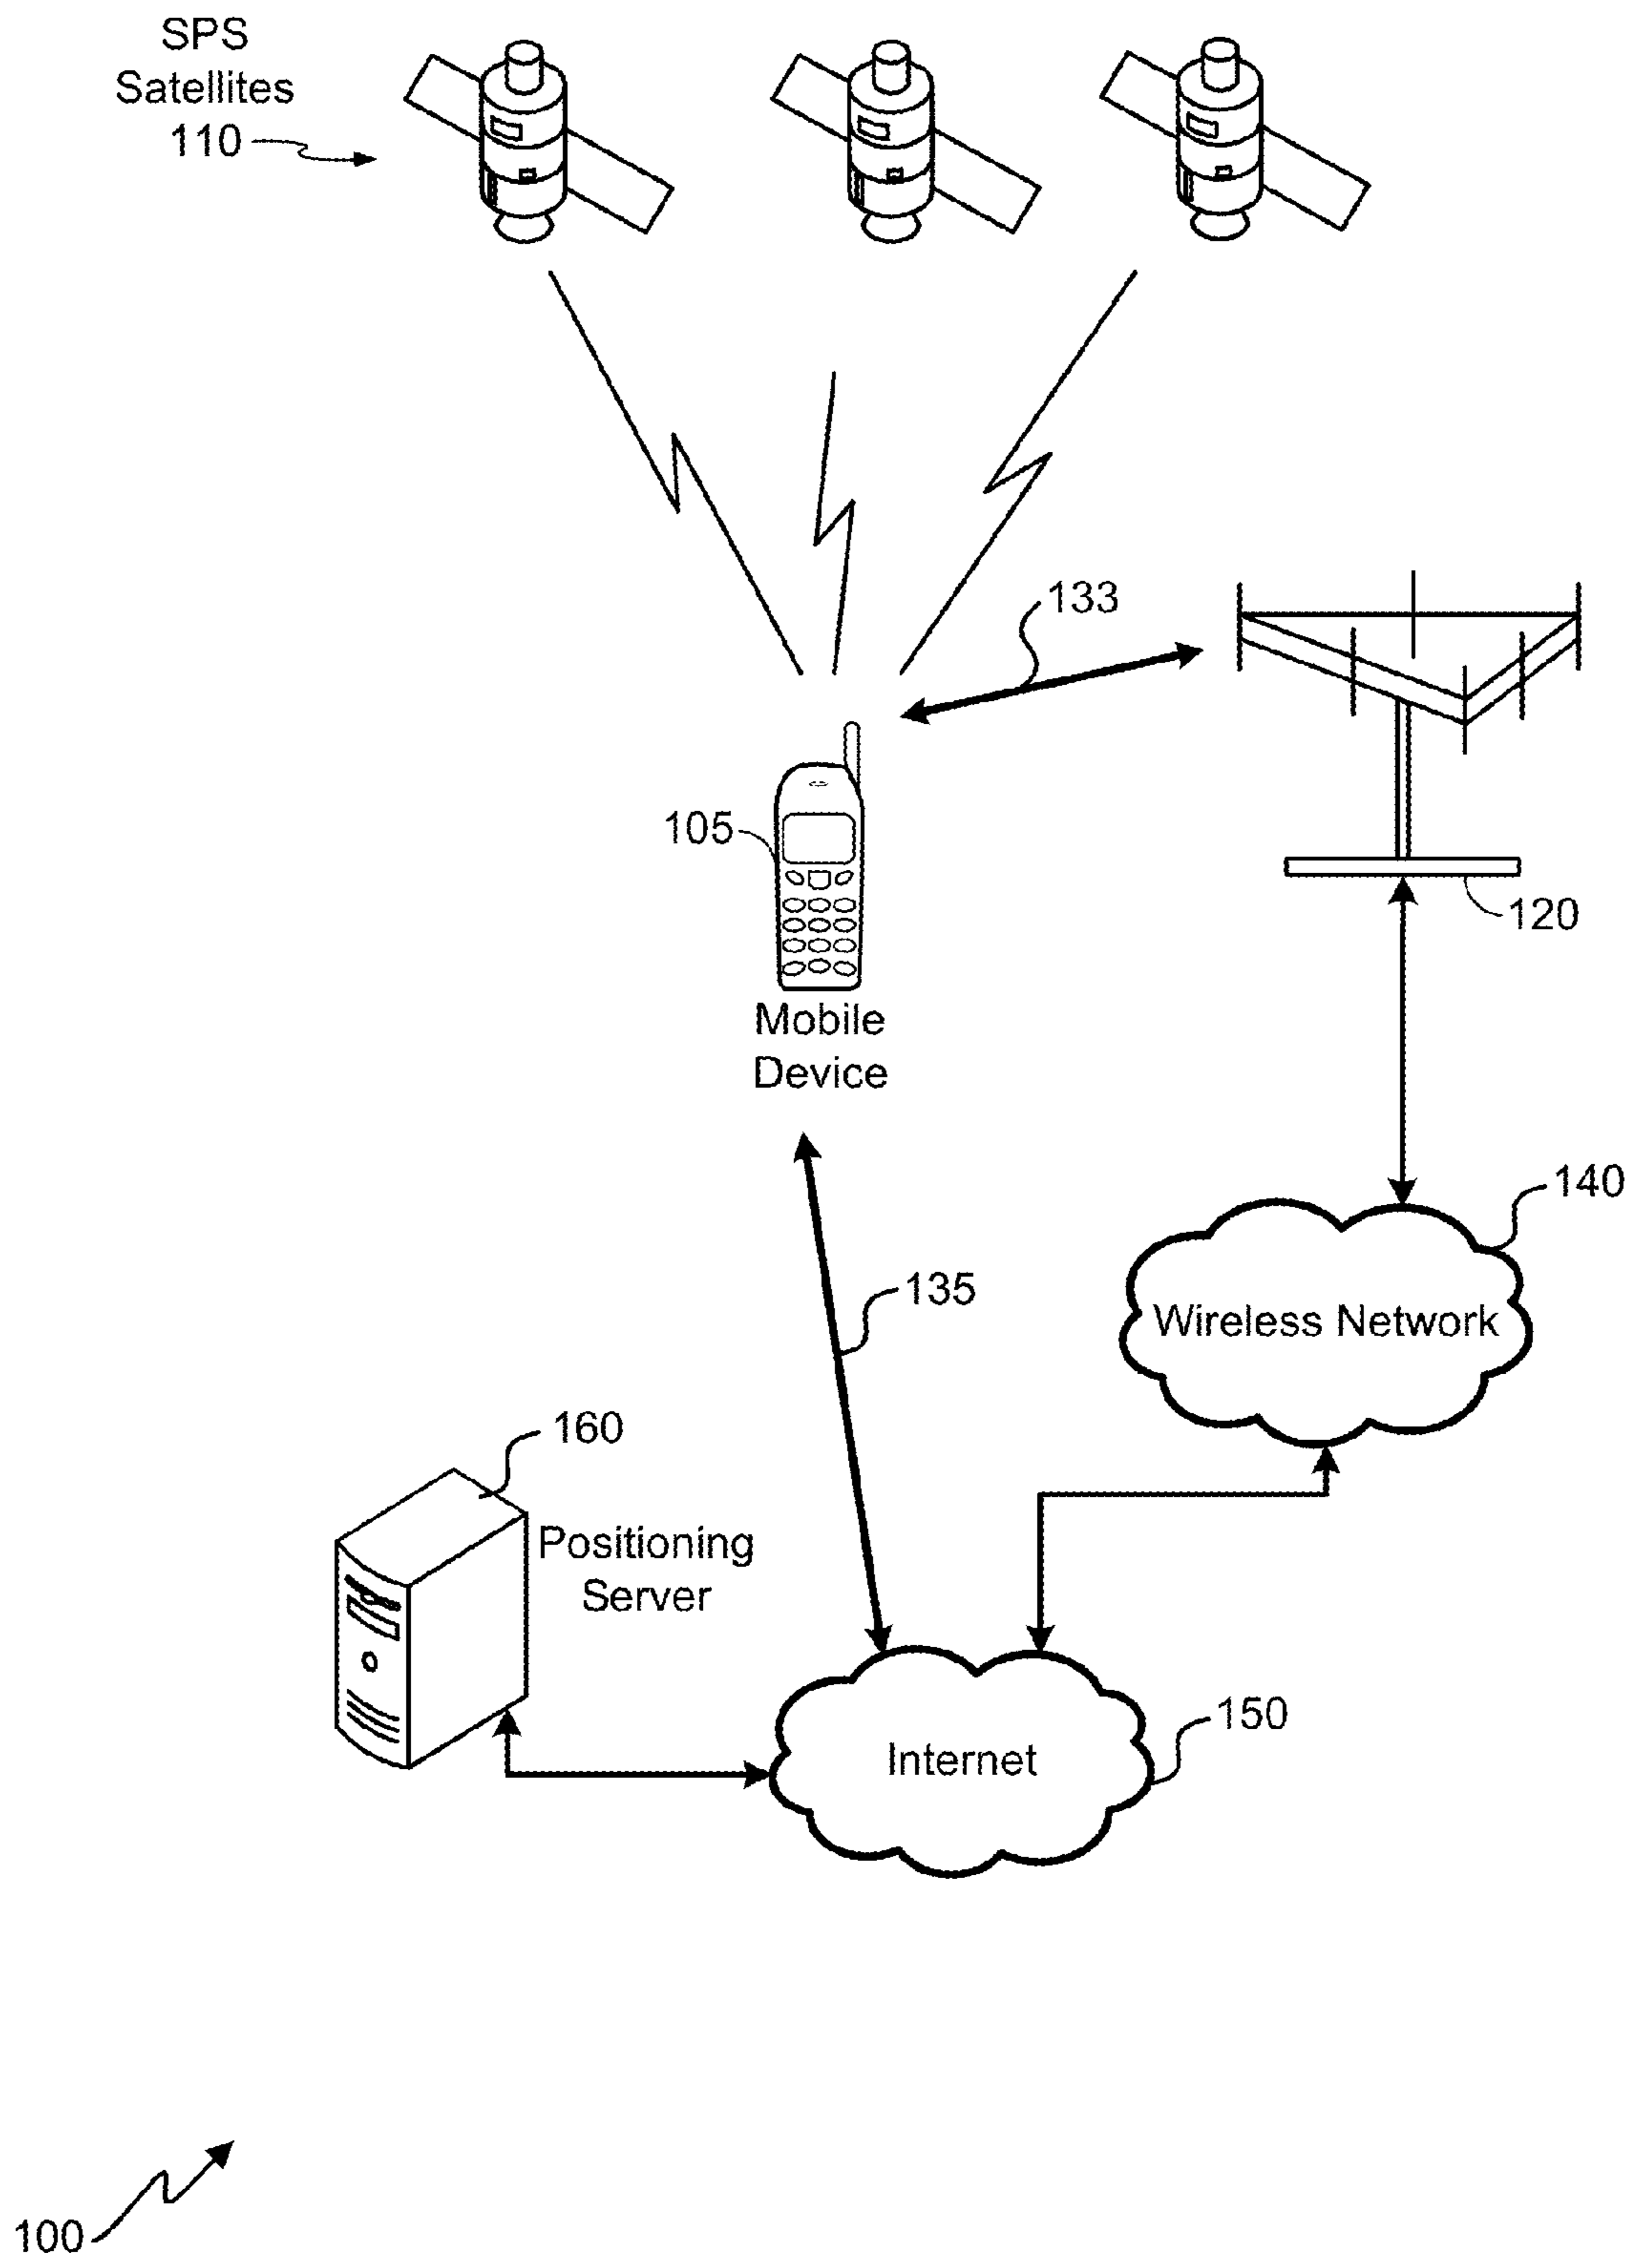 SPS
Satellites
110
133
105
120
Mobile
Device
140
135
Wireless Network
160
Positioning
Server
150
Internet
100